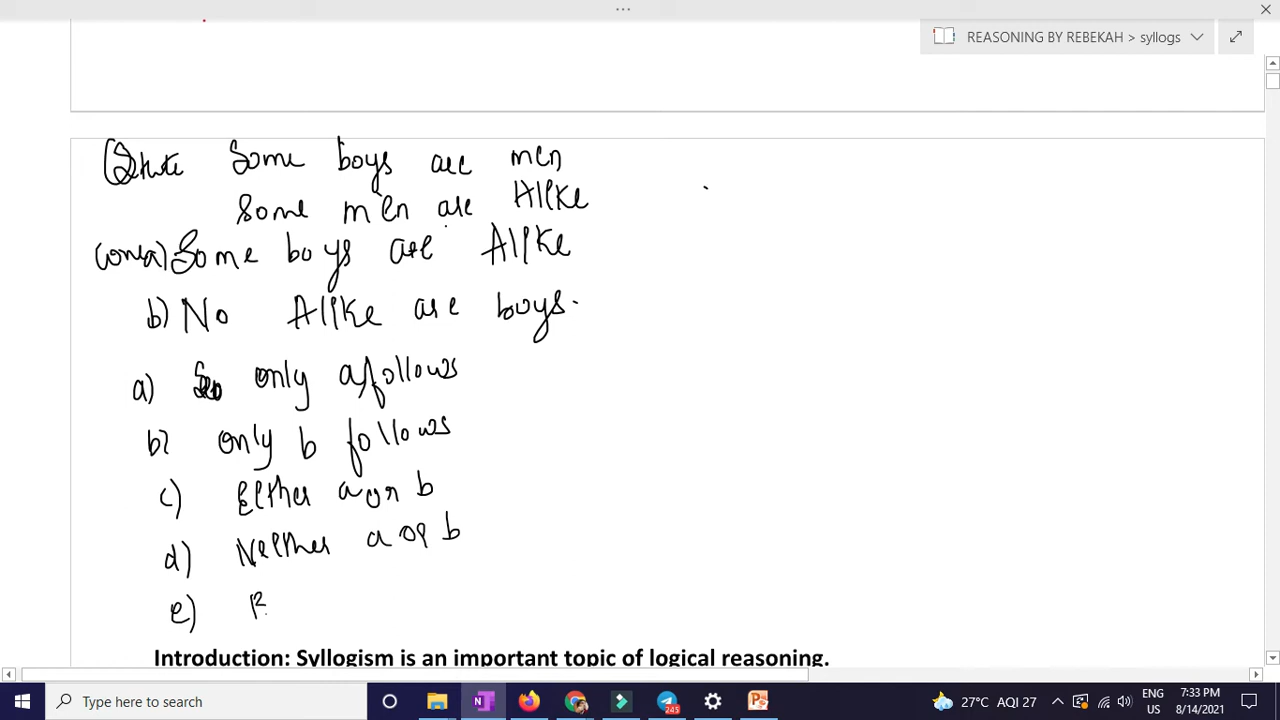 REASONING BY REBEKAH > syllogs
Some boys are men
Some men are Alike
Some boys are Alike
b) No Alike are boys.
a) only a follows
b) only b follows
c) Either a or b
d) Neither a or b
e)
Introduction: Syllogism is an important topic of logical reasoning.
Type here to search
245
27°C AQI 27
ENG
US
7:33 PM
8/14/2021